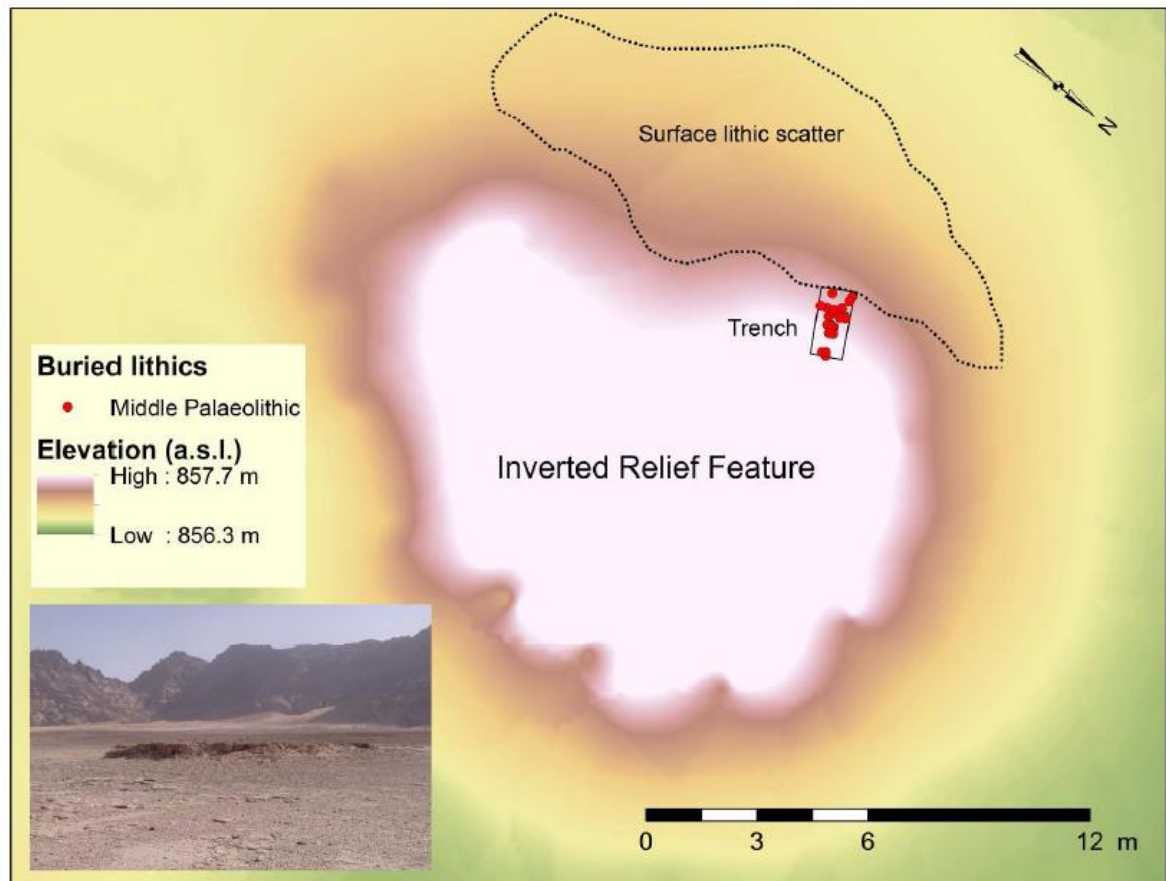 N
Surface lithic scatter
Trench
Buried lithics
Middle Palaeolithic
Elevation (a.s.l.)
High : 857.7 m
Low : 856.3 m
Inverted Relief Feature
0 3 6 12 m